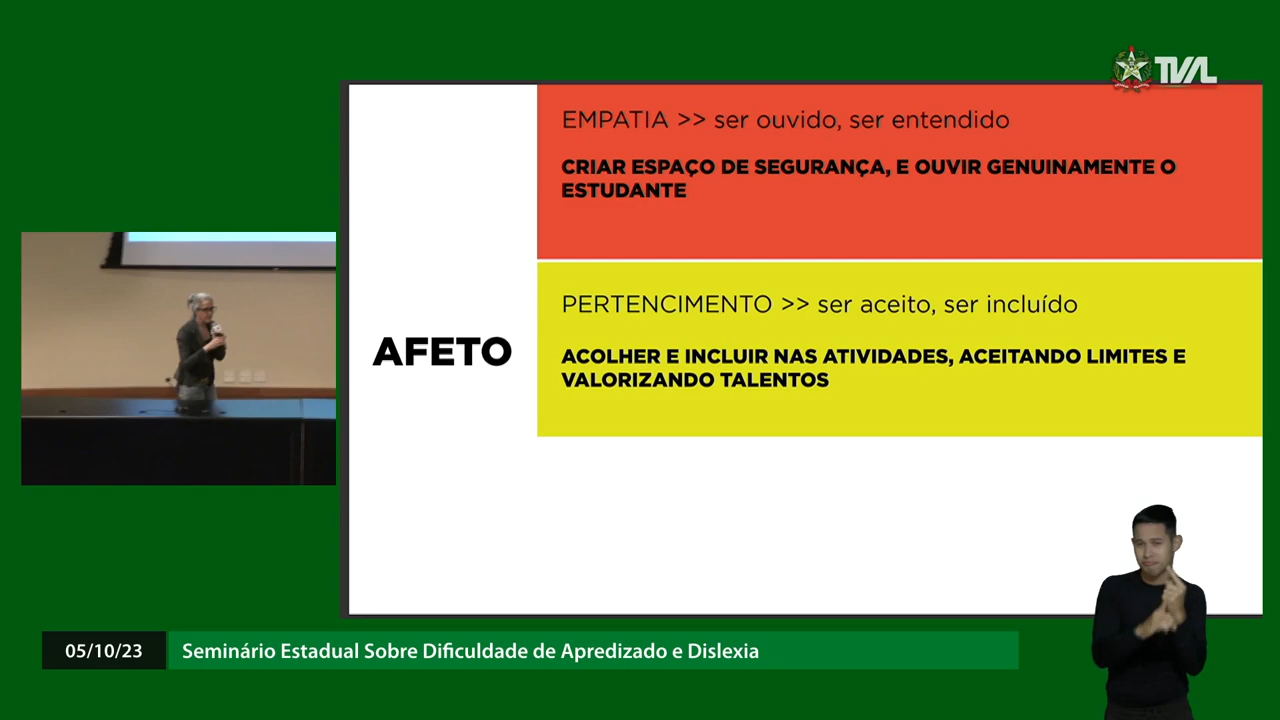 TVAL
EMPATIA >> ser ouvido, ser entendido
CRIAR ESPAÇO DE SEGURANÇA, E OUVIR GENUINAMENTE O
ESTUDANTE
PERTENCIMENTO >> ser aceito, ser incluído
AFETO
ACOLHER E INCLUIR NAS ATIVIDADES, ACEITANDO LIMITES E
VALORIZANDO TALENTOS
05/10/23
Seminário Estadual Sobre Dificuldade de Apredizado e Dislexia